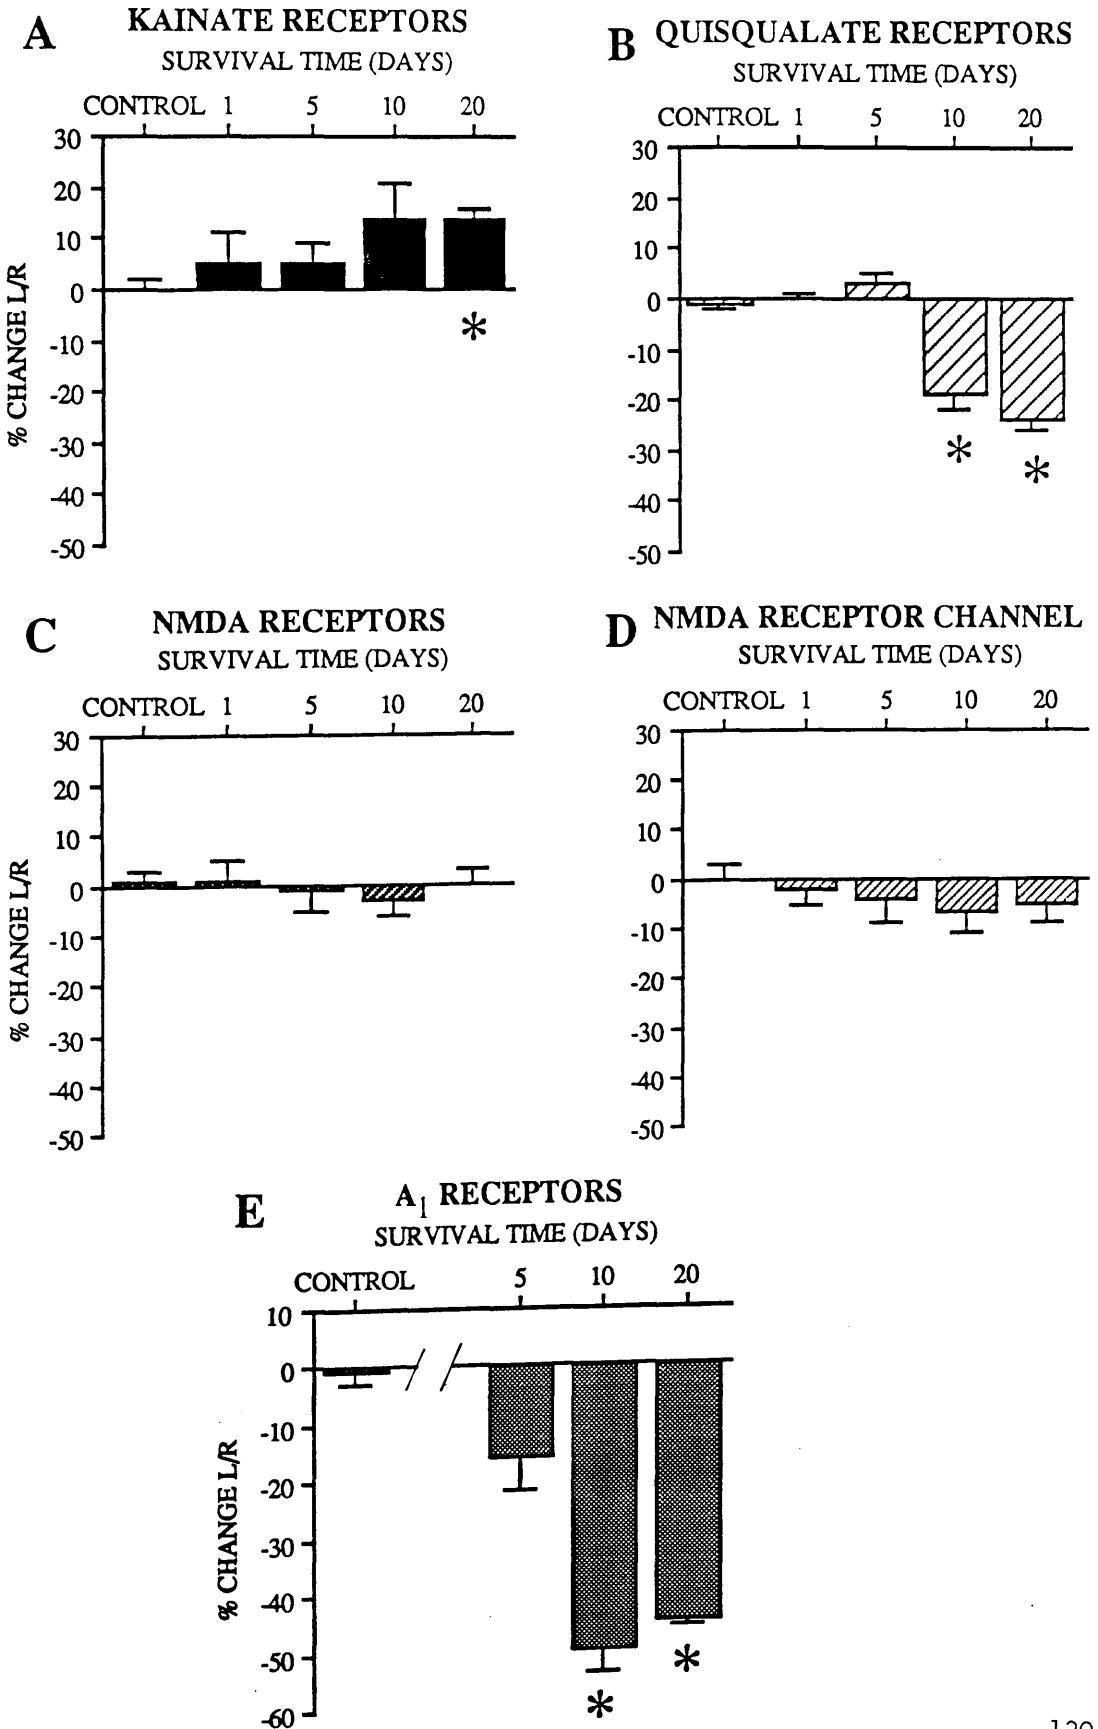 A
KAINATE RECEPTORS
SURVIVAL TIME (DAYS)
CONTROL 1 5 10 20
30
20
10
0
-10
-20
-30
-40
-50
% CHANGE L/R
*
B
QUISQUALATE RECEPTORS
SURVIVAL TIME (DAYS)
CONTROL 1 5 10 20
30
20
10
0
-10
-20
-30
-40
-50
* *
C
NMDA RECEPTORS
SURVIVAL TIME (DAYS)
CONTROL 1 5 10 20
30
20
10
0
-10
-20
-30
-40
-50
% CHANGE L/R
D
NMDA RECEPTOR CHANNEL
SURVIVAL TIME (DAYS)
CONTROL 1 5 10 20
30
20
10
0
-10
-20
-30
-40
-50
E
A₁ RECEPTORS
SURVIVAL TIME (DAYS)
CONTROL 5 10 20
10
0
-10
-20
-30
-40
-50
-60
% CHANGE L/R
* *